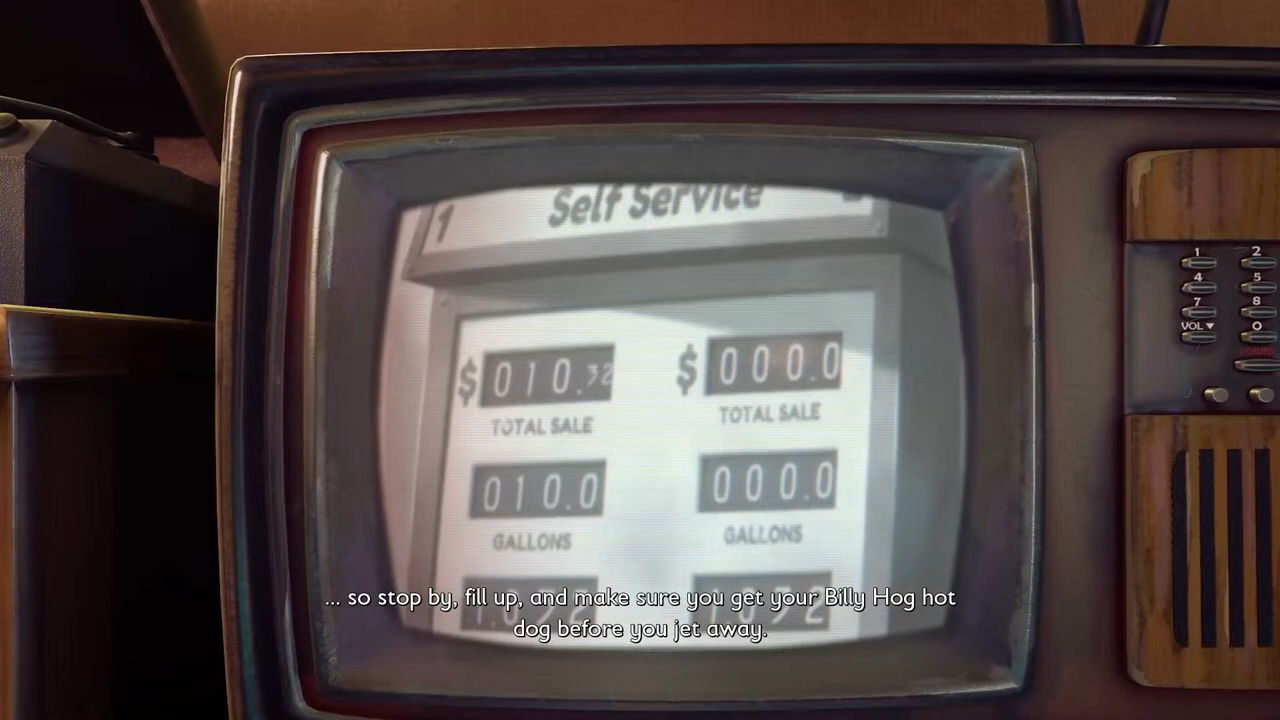 Self Service
1
$ 010.32
$ 000.0
TOTAL SALE
TOTAL SALE
010.0
000.0
GALLONS
GALLONS
... so stop by, fill up, and make sure you get your Billy Hog hot
dog before you jet away.
1 2
4 5
7 8
VOL▼ 0